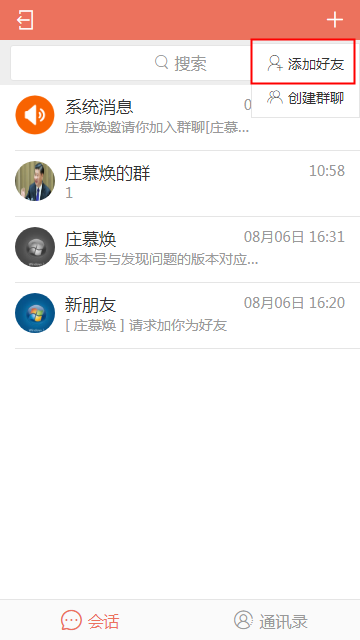 搜索
添加好友
创建群聊
系统消息 0
庄慕焕邀请你加入群聊[庄慕...
庄慕焕的群 10:58
1
庄慕焕 08月06日 16:31
版本号与发现问题的版本对应...
新朋友 08月06日 16:20
[ 庄慕焕 ] 请求加你为好友
会话 通讯录